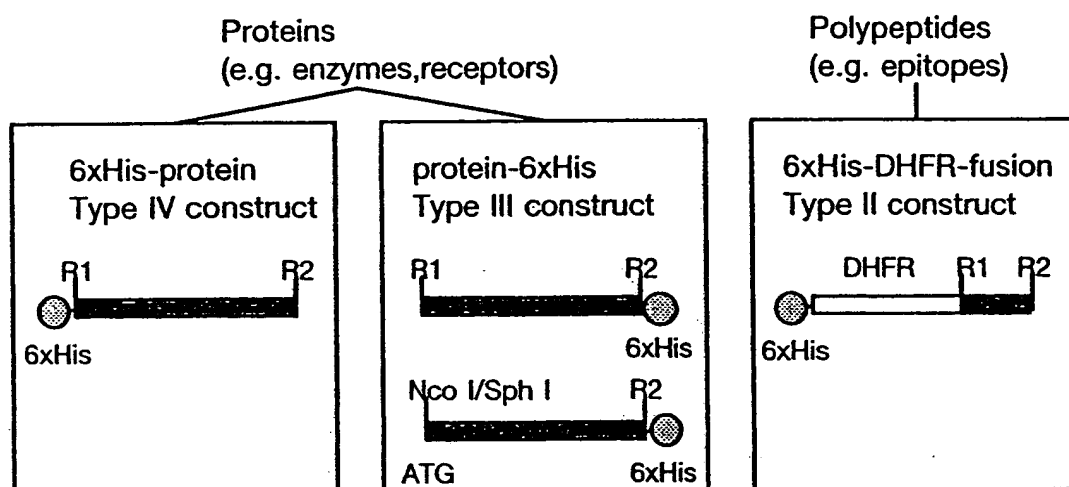 Proteins
(e.g. enzymes,receptors)
Polypeptides
(e.g. epitopes)
6xHis-protein
Type IV construct
R1 R2
6xHis
protein-6xHis
Type III construct
R1 R2
6xHis
Nco I/Sph I R2
ATG 6xHis
6xHis-DHFR-fusion
Type II construct
DHFR R1 R2
6xHis